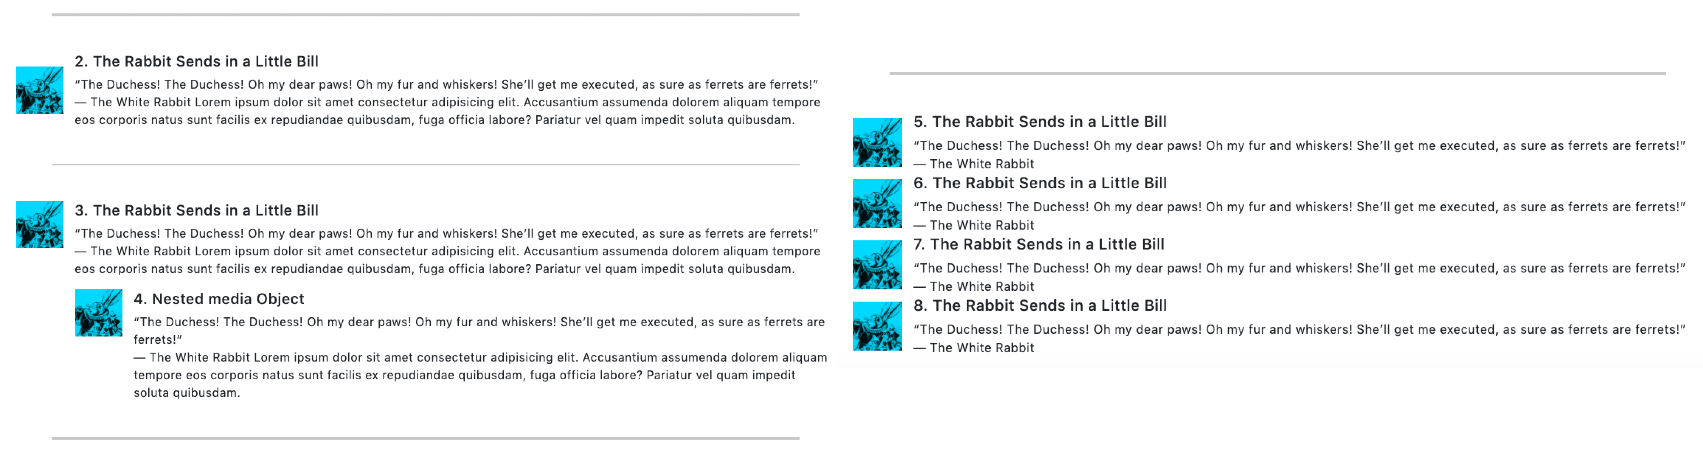 2. The Rabbit Sends in a Little Bill
“The Duchess! The Duchess! Oh my dear paws! Oh my fur and whiskers! She’ll get me executed, as sure as ferrets are ferrets!”
— The White Rabbit Lorem ipsum dolor sit amet consectetur adipisicing elit. Accusantium assumenda dolorem aliquam tempore
eos corporis natus sunt facilis ex repudiandae quibusdam, fuga officia labore? Pariatur vel quam impedit soluta quibusdam.
3. The Rabbit Sends in a Little Bill
“The Duchess! The Duchess! Oh my dear paws! Oh my fur and whiskers! She’ll get me executed, as sure as ferrets are ferrets!”
— The White Rabbit Lorem ipsum dolor sit amet consectetur adipisicing elit. Accusantium assumenda dolorem aliquam tempore
eos corporis natus sunt facilis ex repudiandae quibusdam, fuga officia labore? Pariatur vel quam impedit soluta quibusdam.
4. Nested media Object
“The Duchess! The Duchess! Oh my dear paws! Oh my fur and whiskers! She’ll get me executed, as sure as ferrets are
ferrets!”
— The White Rabbit Lorem ipsum dolor sit amet consectetur adipisicing elit. Accusantium assumenda dolorem aliquam
tempore eos corporis natus sunt facilis ex repudiandae quibusdam, fuga officia labore? Pariatur vel quam impedit
soluta quibusdam.
5. The Rabbit Sends in a Little Bill
“The Duchess! The Duchess! Oh my dear paws! Oh my fur and whiskers! She’ll get me executed, as sure as ferrets are ferrets!”
— The White Rabbit
6. The Rabbit Sends in a Little Bill
“The Duchess! The Duchess! Oh my dear paws! Oh my fur and whiskers! She’ll get me executed, as sure as ferrets are ferrets!”
— The White Rabbit
7. The Rabbit Sends in a Little Bill
“The Duchess! The Duchess! Oh my dear paws! Oh my fur and whiskers! She’ll get me executed, as sure as ferrets are ferrets!”
— The White Rabbit
8. The Rabbit Sends in a Little Bill
“The Duchess! The Duchess! Oh my dear paws! Oh my fur and whiskers! She’ll get me executed, as sure as ferrets are ferrets!”
— The White Rabbit